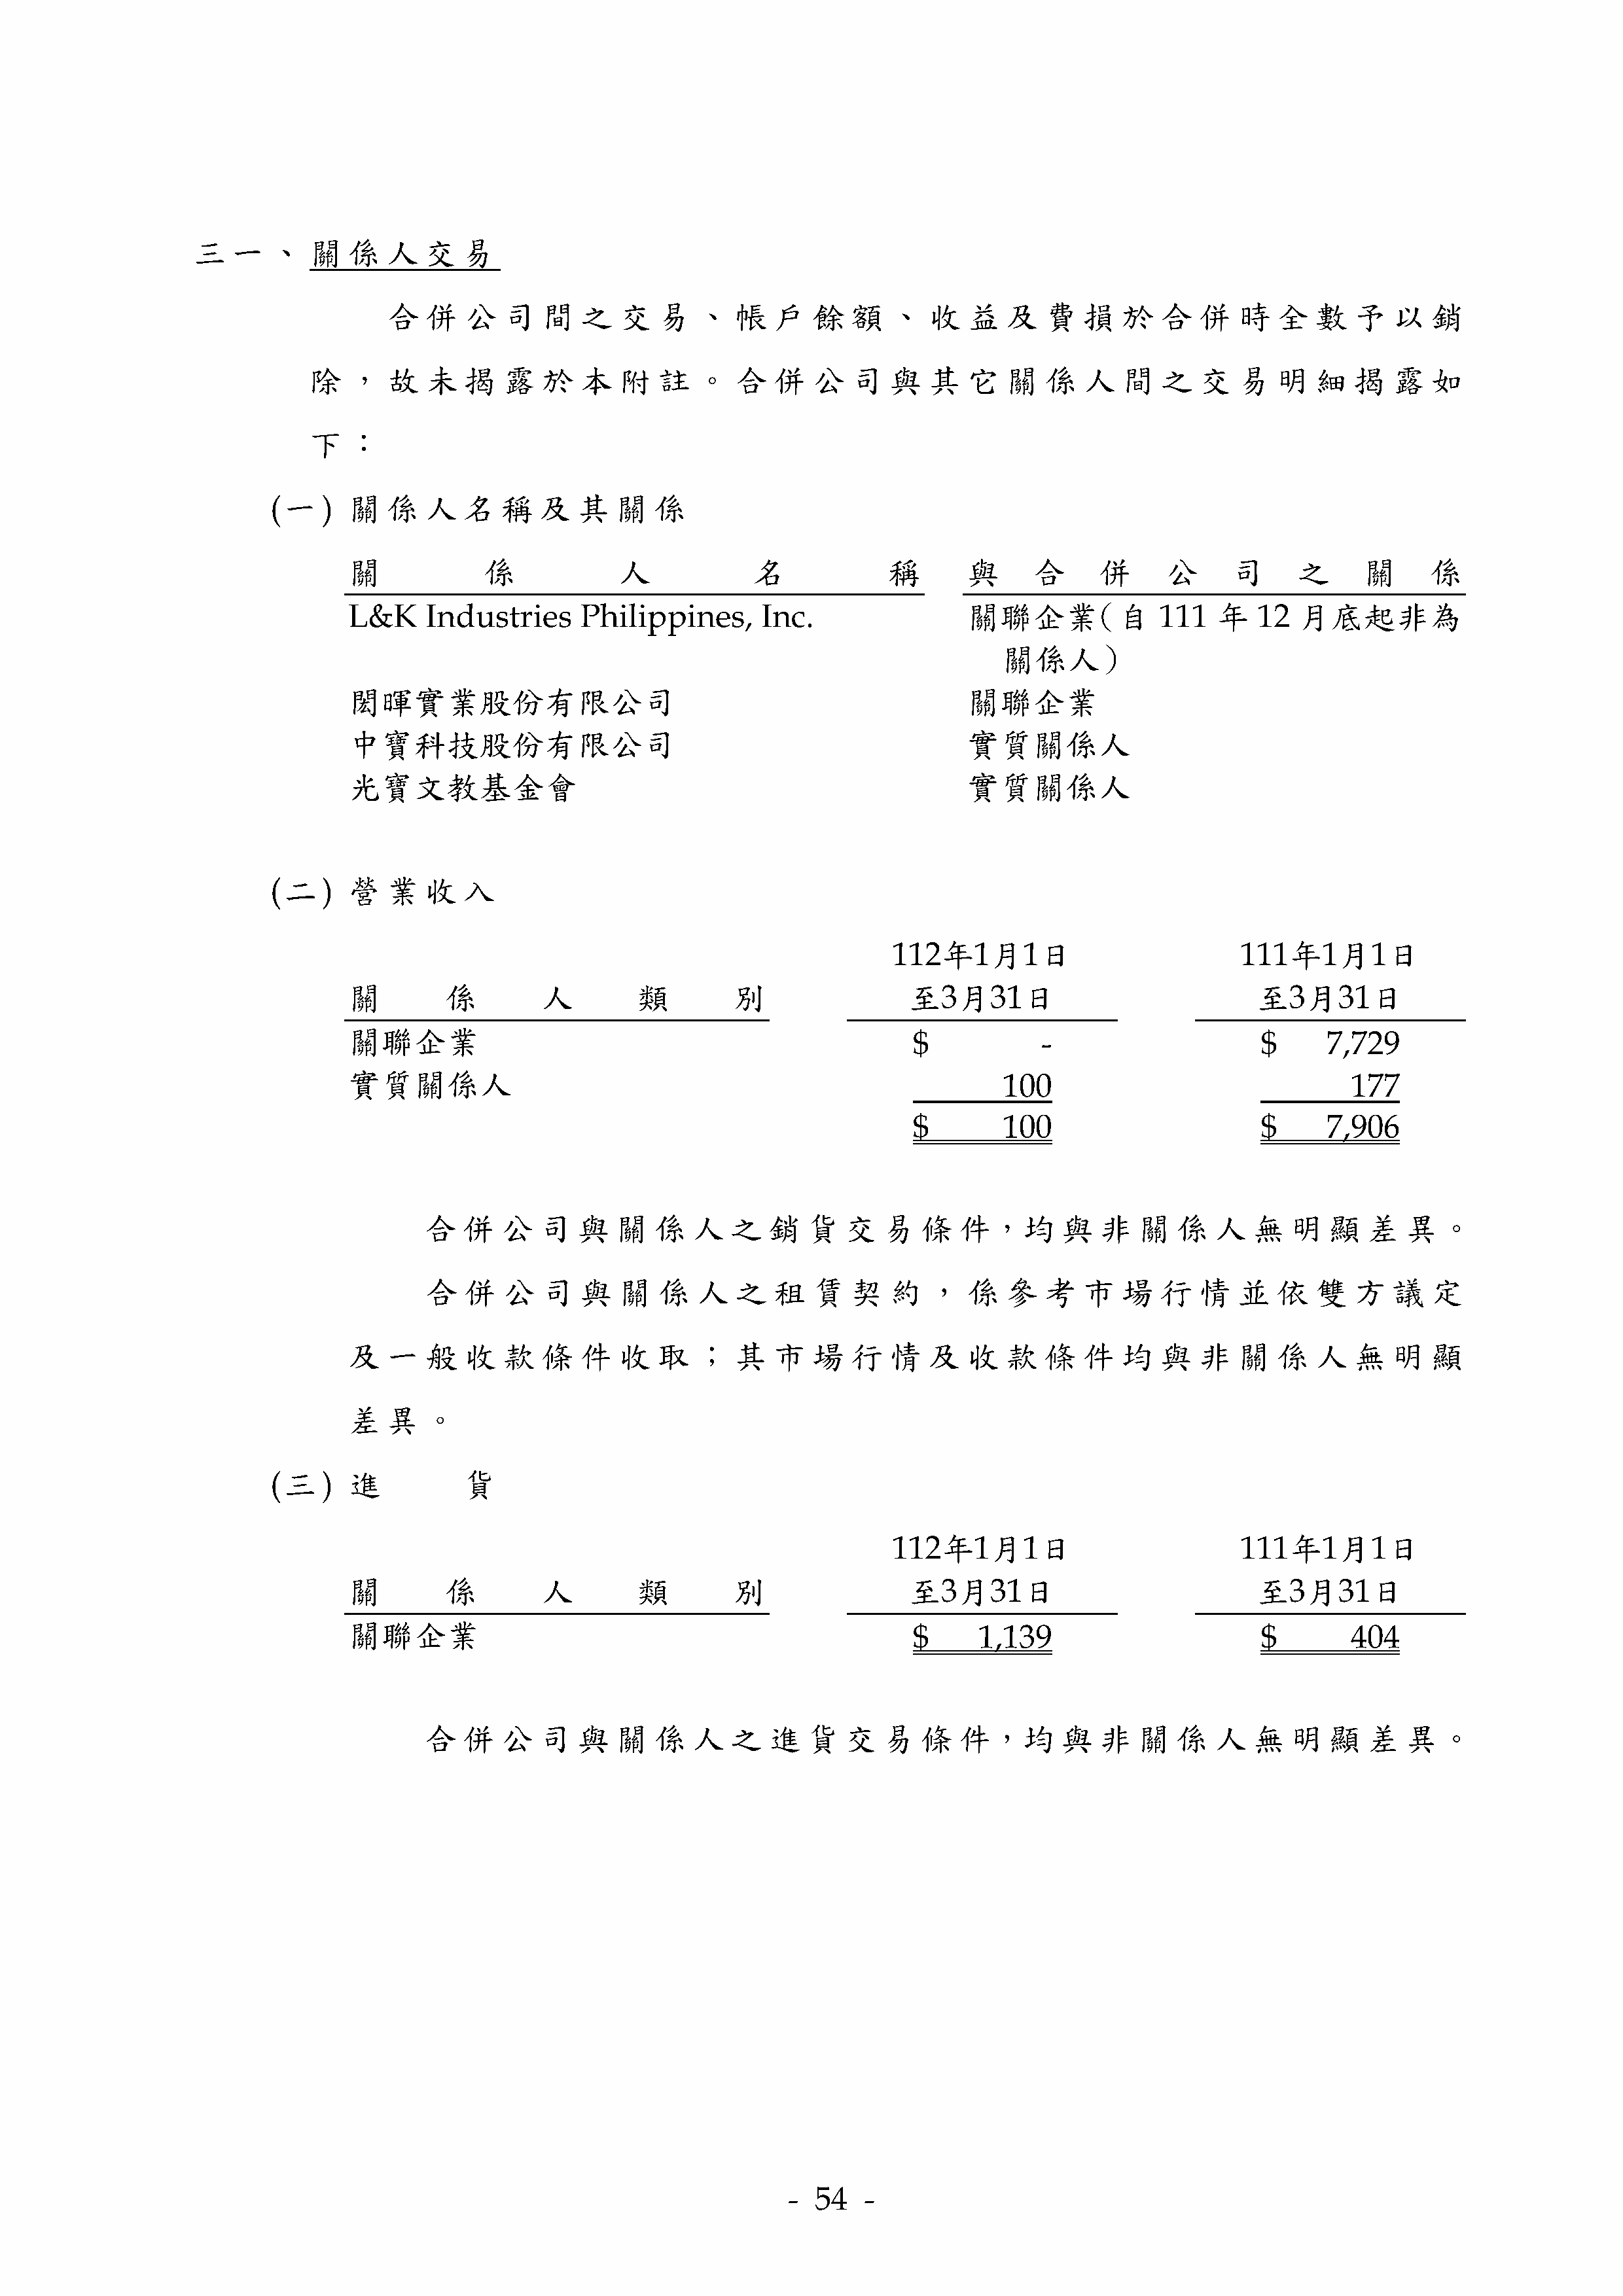 三一、關係人交易
合併公司間之交易、帳戶餘額、收益及費損於合併時全數予以銷
除，故未揭露於本附註。合併公司與其它關係人間之交易明細揭露如
下：
(一) 關係人名稱及其關係
關係人名稱 與合併公司之關係
L&K Industries Philippines, Inc. 關聯企業(自 111 年 12 月底起非為
關係人)
閎暉實業股份有限公司 關聯企業
中寶科技股份有限公司 實質關係人
光寶文教基金會 實質關係人
(二) 營業收入
112年1月1日 111年1月1日
關係人類別 至3月31日 至3月31日
關聯企業 $ - $ 7,729
實質關係人 100 177
$ 100 $ 7,906
合併公司與關係人之銷貨交易條件，均與非關係人無明顯差異。
合併公司與關係人之租賃契約，係參考市場行情並依雙方議定
及一般收款條件收取；其市場行情及收款條件均與非關係人無明顯
差異。
(三) 進貨
112年1月1日 111年1月1日
關係人類別 至3月31日 至3月31日
關聯企業 $ 1,139 $ 404
合併公司與關係人之進貨交易條件，均與非關係人無明顯差異。
- 54 -